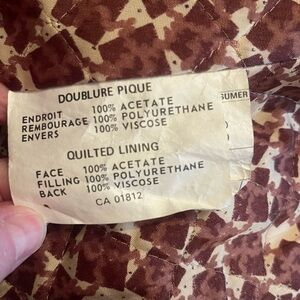 DOUBLURE PIQUE
ENDROIT 100% ACETATE
REMBOURAGE 100% POLYURETHANE
ENVERS 100% VISCOSE
QUILTED LINING
FACE 100% ACETATE
FILLING 100% POLYURETHANE
BACK 100% VISCOSE
CA 01812